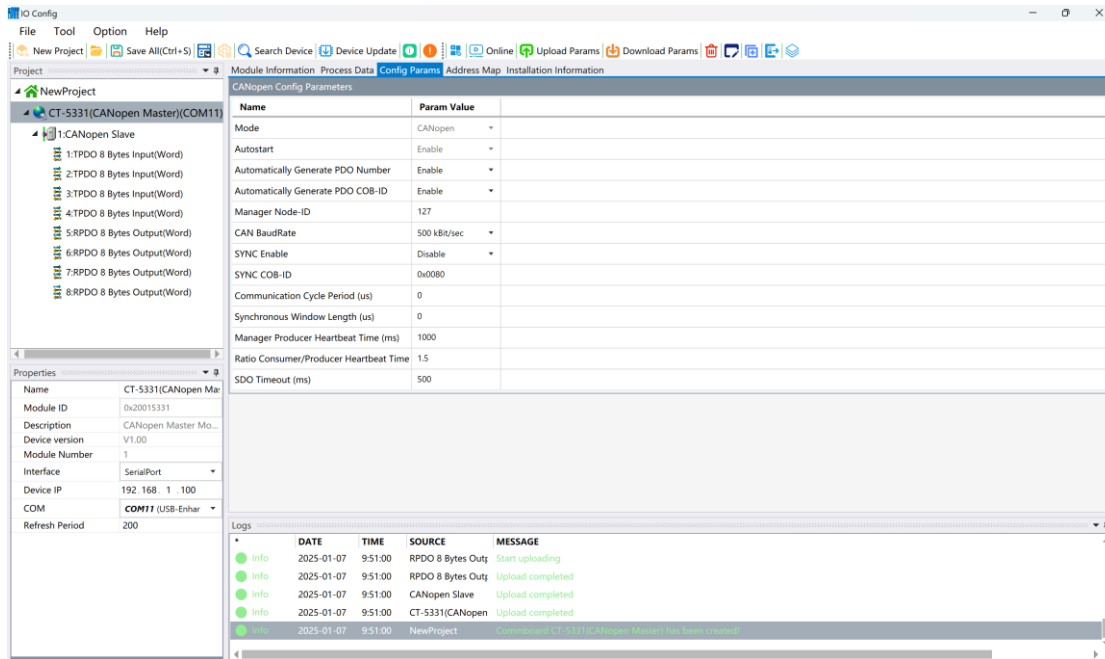 IO Config
File Tool Option Help
New Project Save All(Ctrl+S) Search Device Device Update Online Upload Params Download Params
Project
NewProject
CT-5331(CANopen Master)(COM11)
1:CANopen Slave
1:TPDO 8 Bytes Input(Word)
2:TPDO 8 Bytes Input(Word)
3:TPDO 8 Bytes Input(Word)
4:TPDO 8 Bytes Input(Word)
5:RPDO 8 Bytes Output(Word)
6:RPDO 8 Bytes Output(Word)
7:RPDO 8 Bytes Output(Word)
8:RPDO 8 Bytes Output(Word)
Properties
Name CT-5331(CANopen Ma
Module ID 0x20015331
Description CANopen Master Mo...
Device version V1.00
Module Number 1
Interface SerialPort
Device IP 192.168. 1 .100
COM COM11 (USB-Enhar
Refresh Period 200
Module Information Process Data Config Params Address Map Installation Information
CANopen Config Parameters
Name Param Value
Mode CANopen
Autostart Enable
Automatically Generate PDO Number Enable
Automatically Generate PDO COB-ID Enable
Manager Node-ID 127
CAN BaudRate 500 kBit/sec
SYNC Enable Disable
SYNC COB-ID 0x0080
Communication Cycle Period (us) 0
Synchronous Window Length (us) 0
Manager Producer Heartbeat Time (ms) 1000
Ratio Consumer/Producer Heartbeat Time 1.5
SDO Timeout (ms) 500
Logs
* DATE TIME SOURCE MESSAGE
Info 2025-01-07 9:51:00 RPDO 8 Bytes Outp Start uploading
Info 2025-01-07 9:51:00 RPDO 8 Bytes Outp Upload completed
Info 2025-01-07 9:51:00 CANopen Slave Upload completed
Info 2025-01-07 9:51:00 CT-5331(CANopen Upload completed
Info 2025-01-07 9:51:00 NewProject Commboard CT-5331(CANopen Master) has been created!